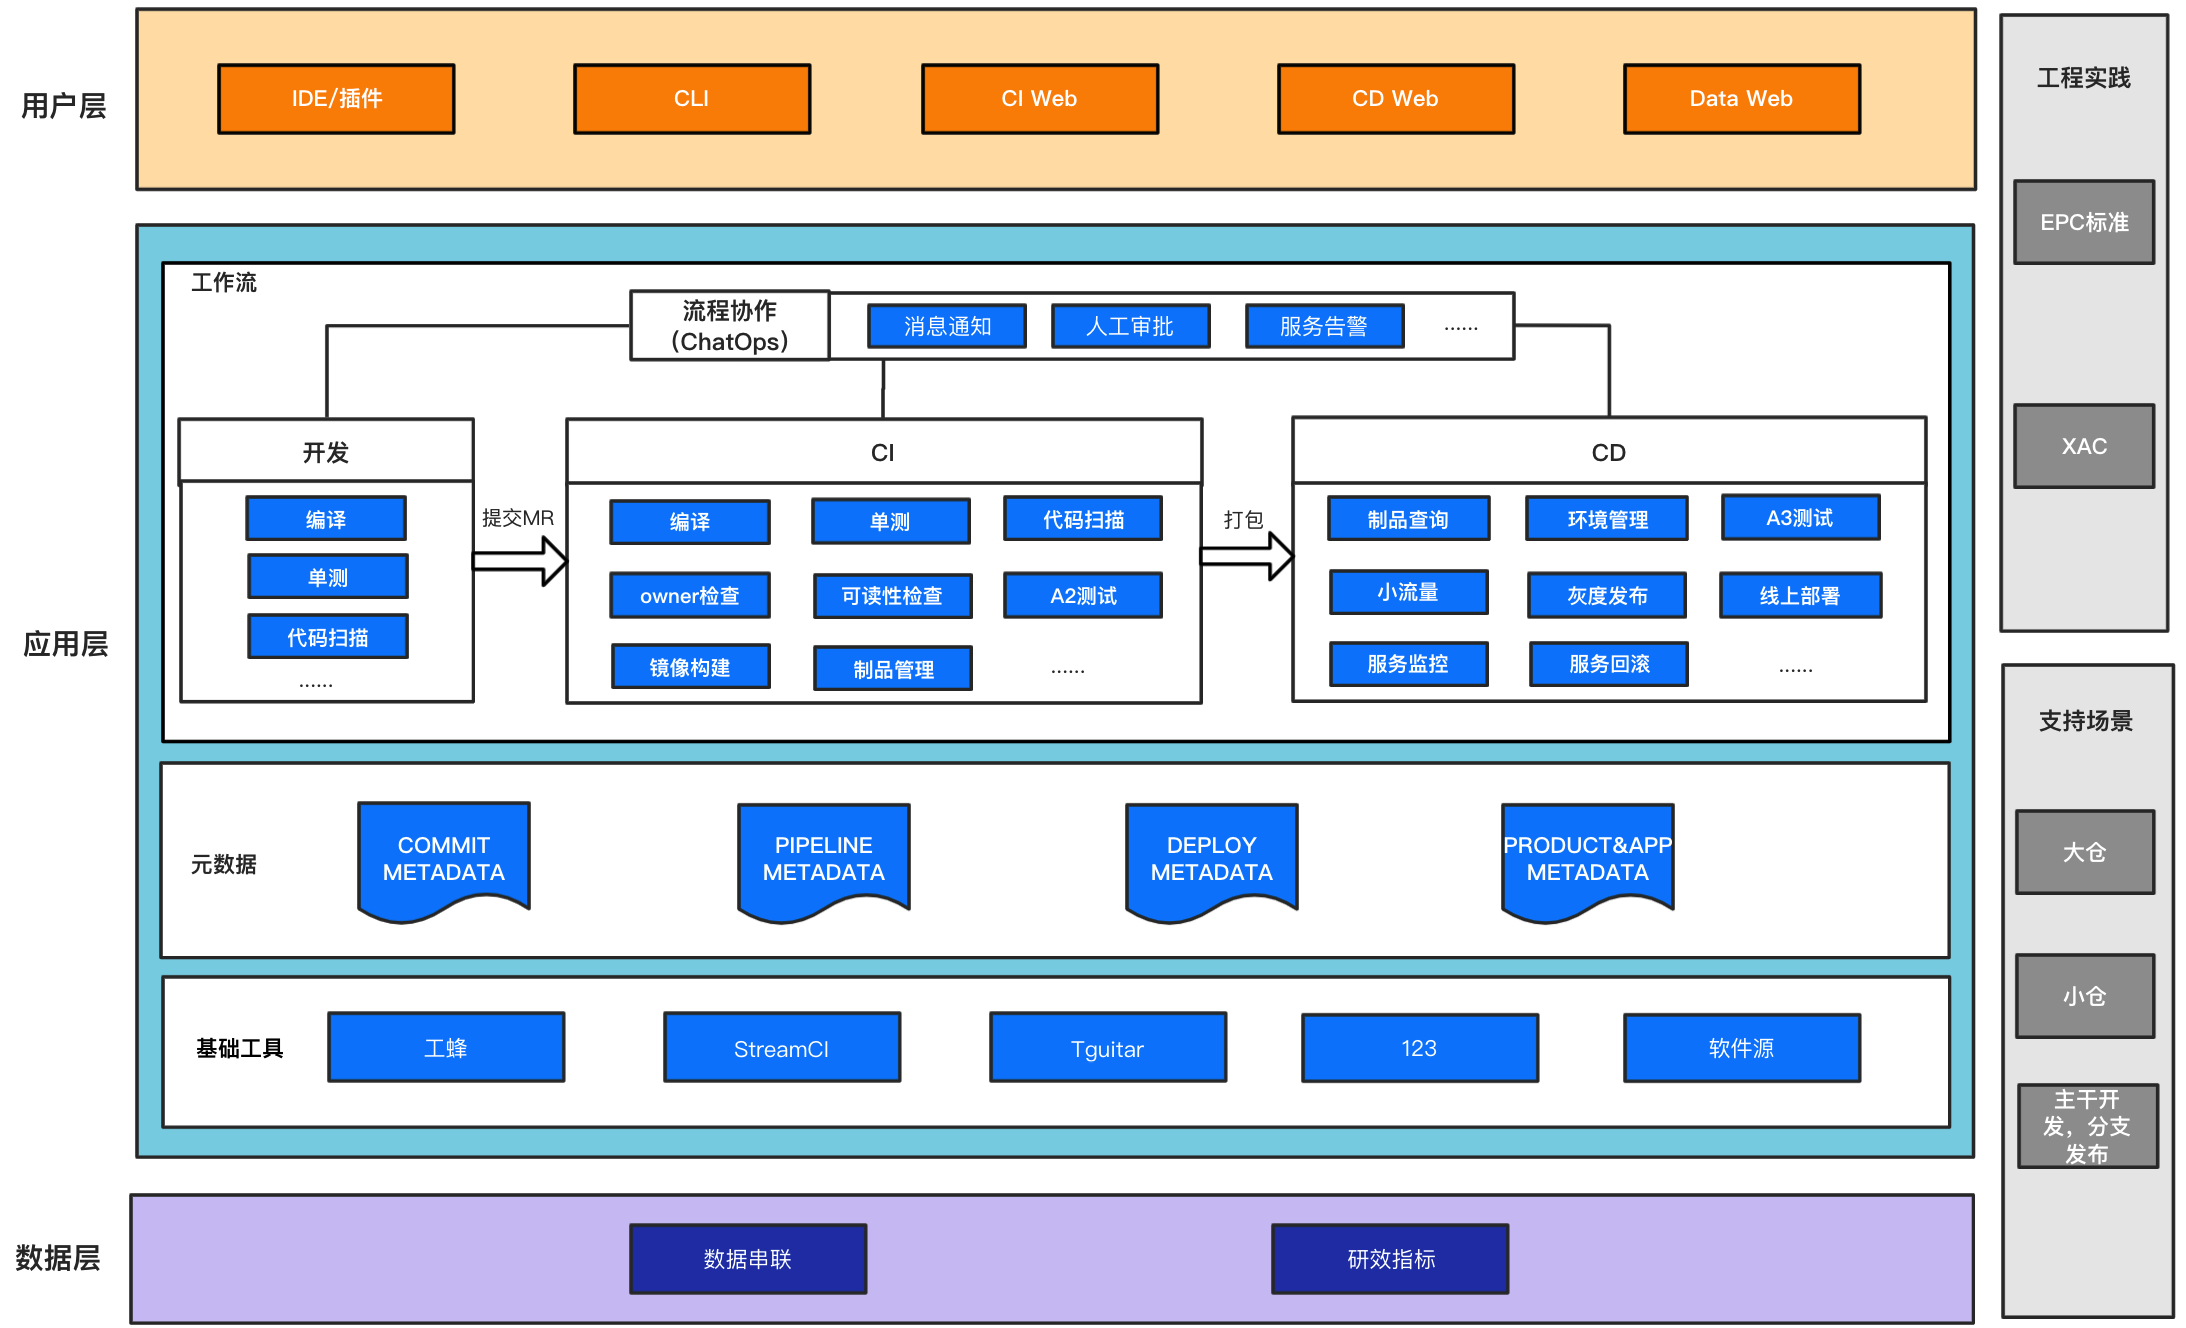 用户层
IDE/插件
CLI
CI Web
CD Web
Data Web
应用层
工作流
流程协作
（ChatOps）
消息通知
人工审批
服务告警
......
开发
编译
单测
代码扫描
......
提交MR
CI
编译
单测
代码扫描
owner检查
可读性检查
A2测试
镜像构建
制品管理
......
打包
CD
制品查询
环境管理
A3测试
小流量
灰度发布
线上部署
服务监控
服务回滚
......
元数据
COMMIT
METADATA
PIPELINE
METADATA
DEPLOY
METADATA
PRODUCT&APP
METADATA
基础工具
工蜂
StreamCI
Tguitar
123
软件源
数据层
数据串联
研效指标
工程实践
EPC标准
XAC
支持场景
大仓
小仓
主干开
发，分支
发布